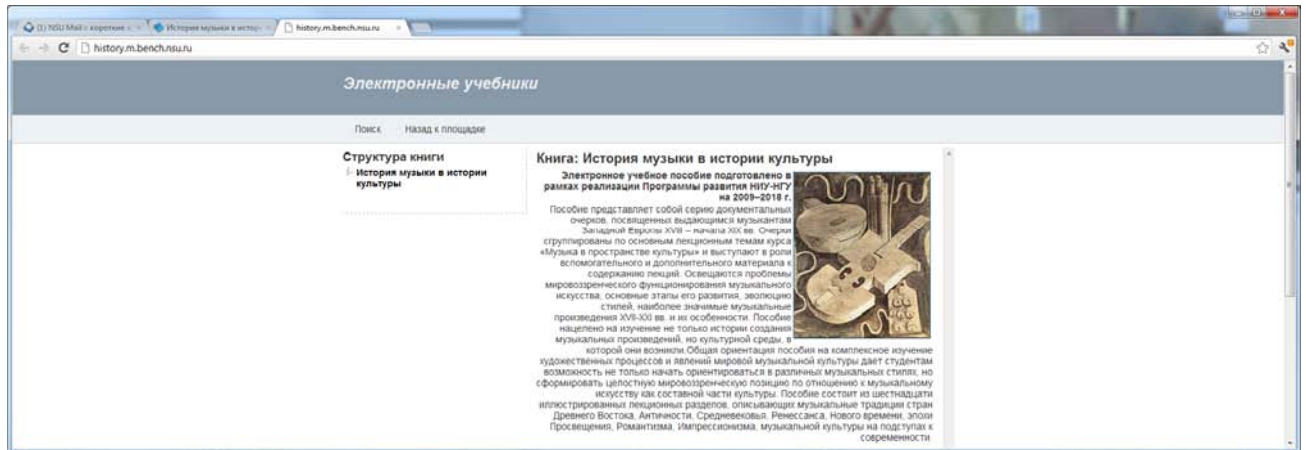 (1) NSU Mail :: короткие с
История музыки в истор
history.m.bench.nsu.ru
history.m.bench.nsu.ru
Электронные учебники
Поиск Назад к площадке
Структура книги
История музыки в истории
культуры
Книга: История музыки в истории культуры
Электронное учебное пособие подготовлено в
рамках реализации Программы развития НИУ-НГУ
на 2009–2018 г.
Пособие представляет собой серию документальных
очерков, посвященных выдающимся музыкантам
Западной Европы XVII – начала XIX вв. Очерки
сгруппированы по основным лекционным темам курса
«Музыка в пространстве культуры» и выступают в роли
вспомогательного и дополнительного материала к
содержанию лекций. Освещаются проблемы
мировоззренческого функционирования музыкального
искусства, основные этапы его развития, эволюцию
стилей, наиболее значимые музыкальные
произведения XVII-XXI вв. и их особенности. Пособие
нацелено на изучение не только истории создания
музыкальных произведений, но культурной среды, в
которой они возникли.Общая ориентация пособия на комплексное изучение
художественных процессов и явлений мировой музыкальной культуры дает студентам
возможность не только начать ориентироваться в различных музыкальных стилях, но
сформировать целостную мировоззренческую позицию по отношению к музыкальному
искусству как составной части культуры. Пособие состоит из шестнадцати
иллюстрированных лекционных разделов, описывающих музыкальные традиции стран
Древнего Востока, Античности, Средневековья, Ренессанса, Нового времени, эпохи
Просвещения, Романтизма, Импрессионизма, музыкальной культуры на подступах к
современности.